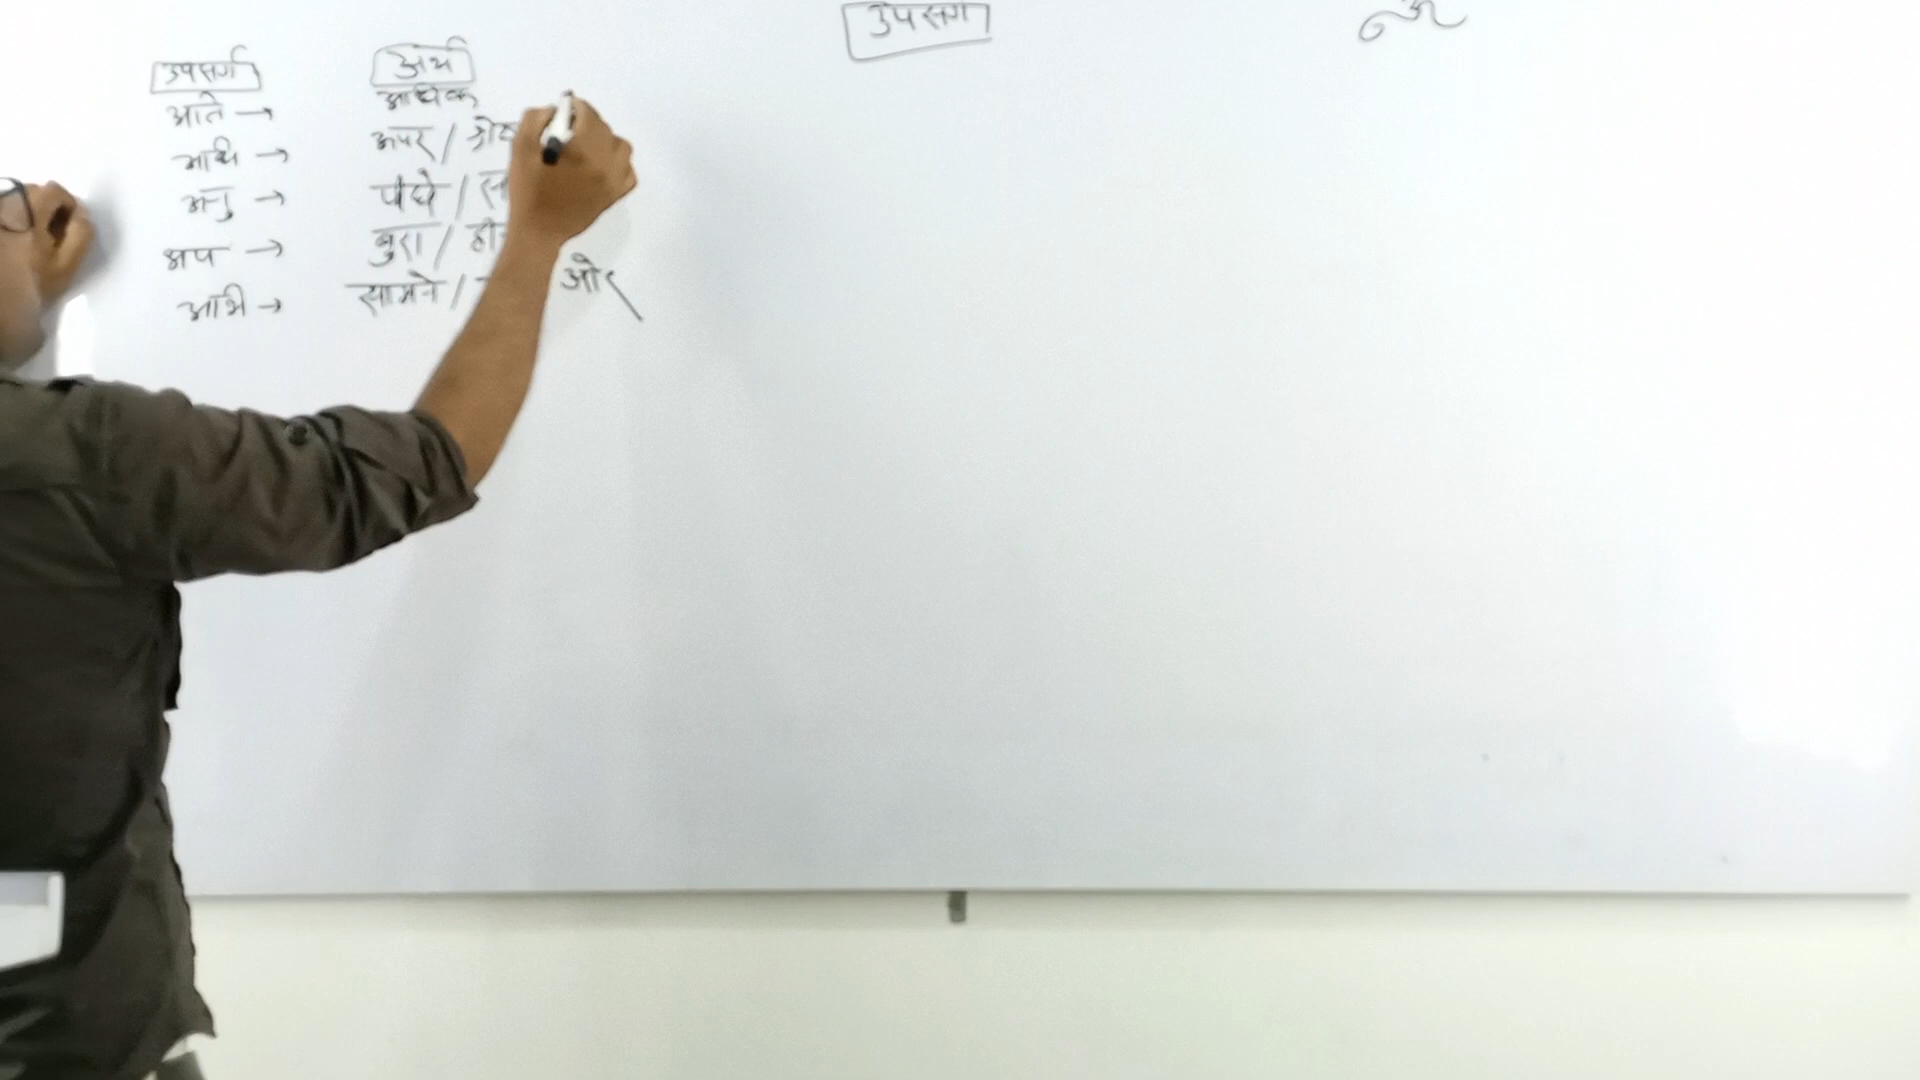 उपसर्ग
उपसर्ग अर्थ
अति → अधिक
अधि → ऊपर /
अनु → पीछे /
अप → बुरा /
अभि → सामने / ओर